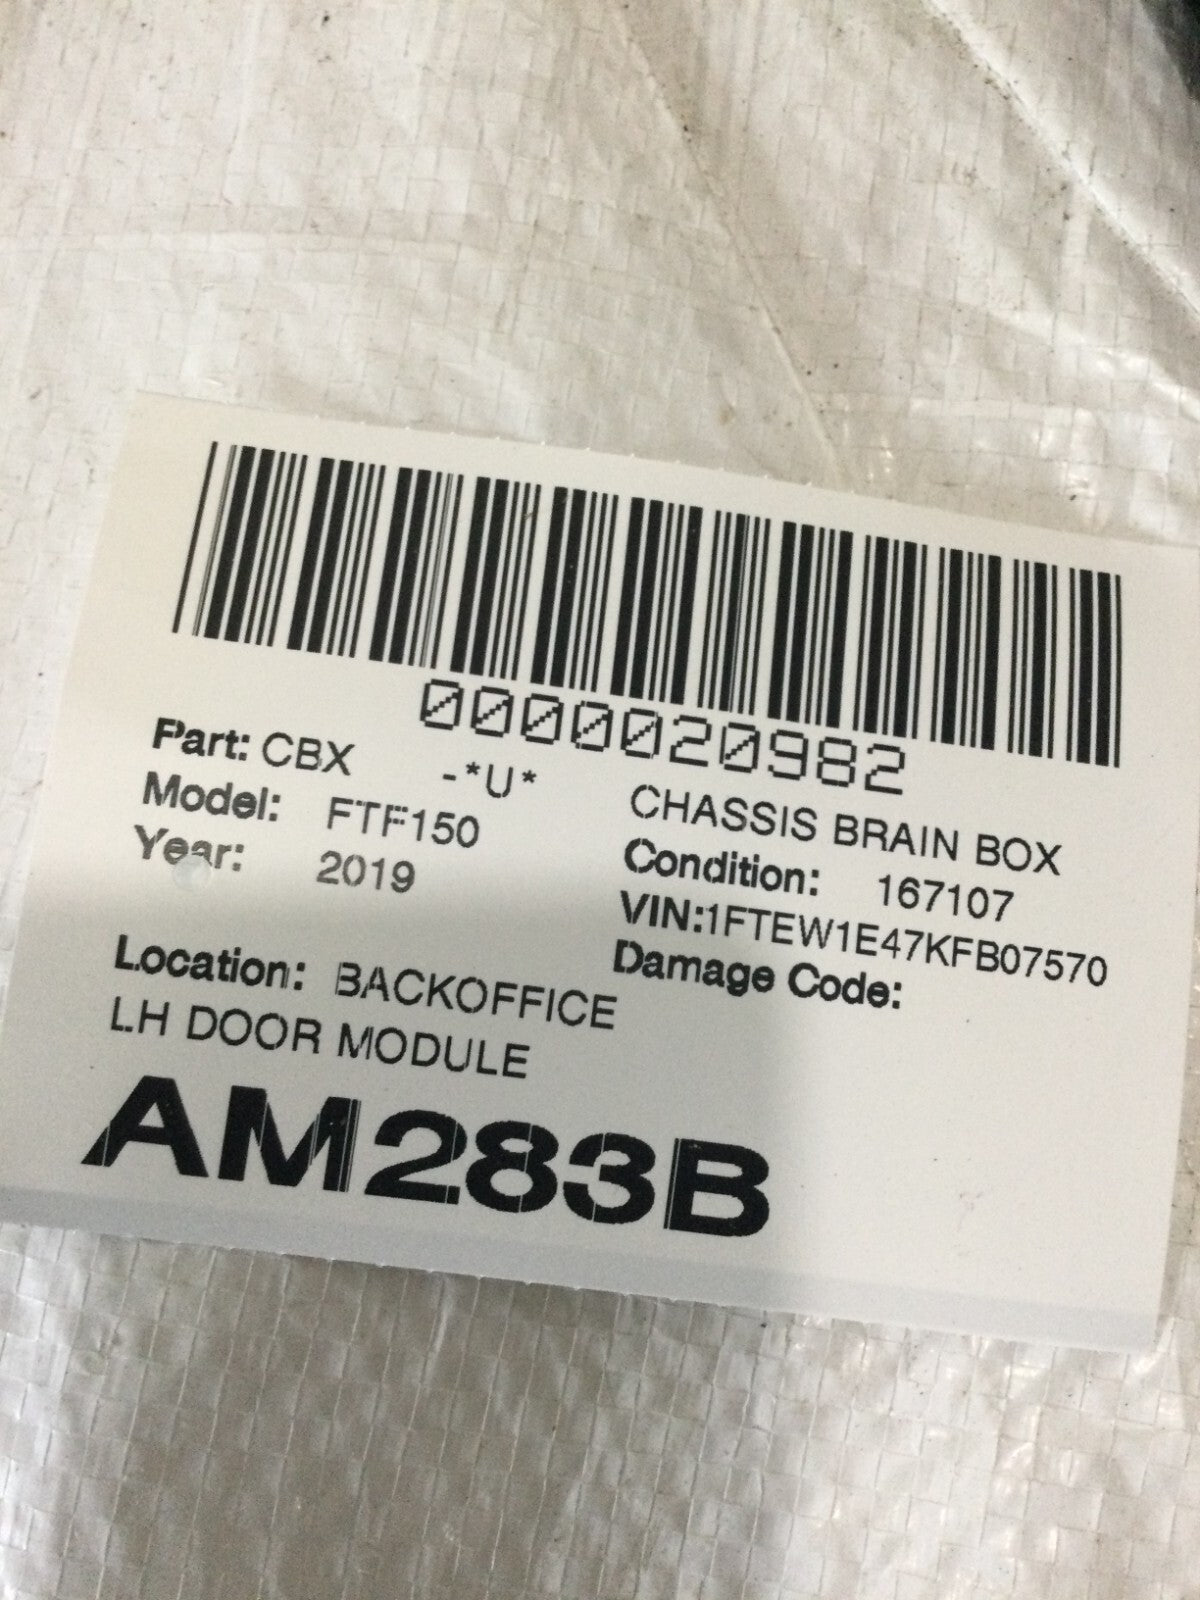 0000020982
Part: CBX -*U* CHASSIS BRAIN BOX
Model: FTF150 Condition: 167107
Year: 2019 VIN:1FTEW1E47KFB07570
Damage Code:
Location: BACKOFFICE
LH DOOR MODULE
AM283B